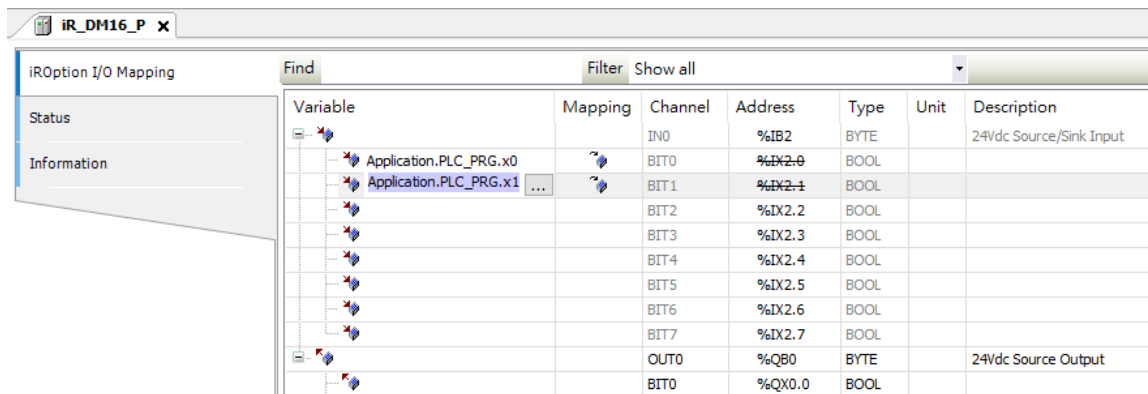 iR_DM16_P X
iROption I/O Mapping
Status
Information
Find Filter Show all
Variable Mapping Channel Address Type Unit Description
IN0 %IB2 BYTE 24Vdc Source/Sink Input
Application.PLC_PRG.x0 BIT0 %IX2.0 BOOL
Application.PLC_PRG.x1 ... BIT1 %IX2.1 BOOL
BIT2 %IX2.2 BOOL
BIT3 %IX2.3 BOOL
BIT4 %IX2.4 BOOL
BIT5 %IX2.5 BOOL
BIT6 %IX2.6 BOOL
BIT7 %IX2.7 BOOL
OUT0 %QB0 BYTE 24Vdc Source Output
BIT0 %QX0.0 BOOL